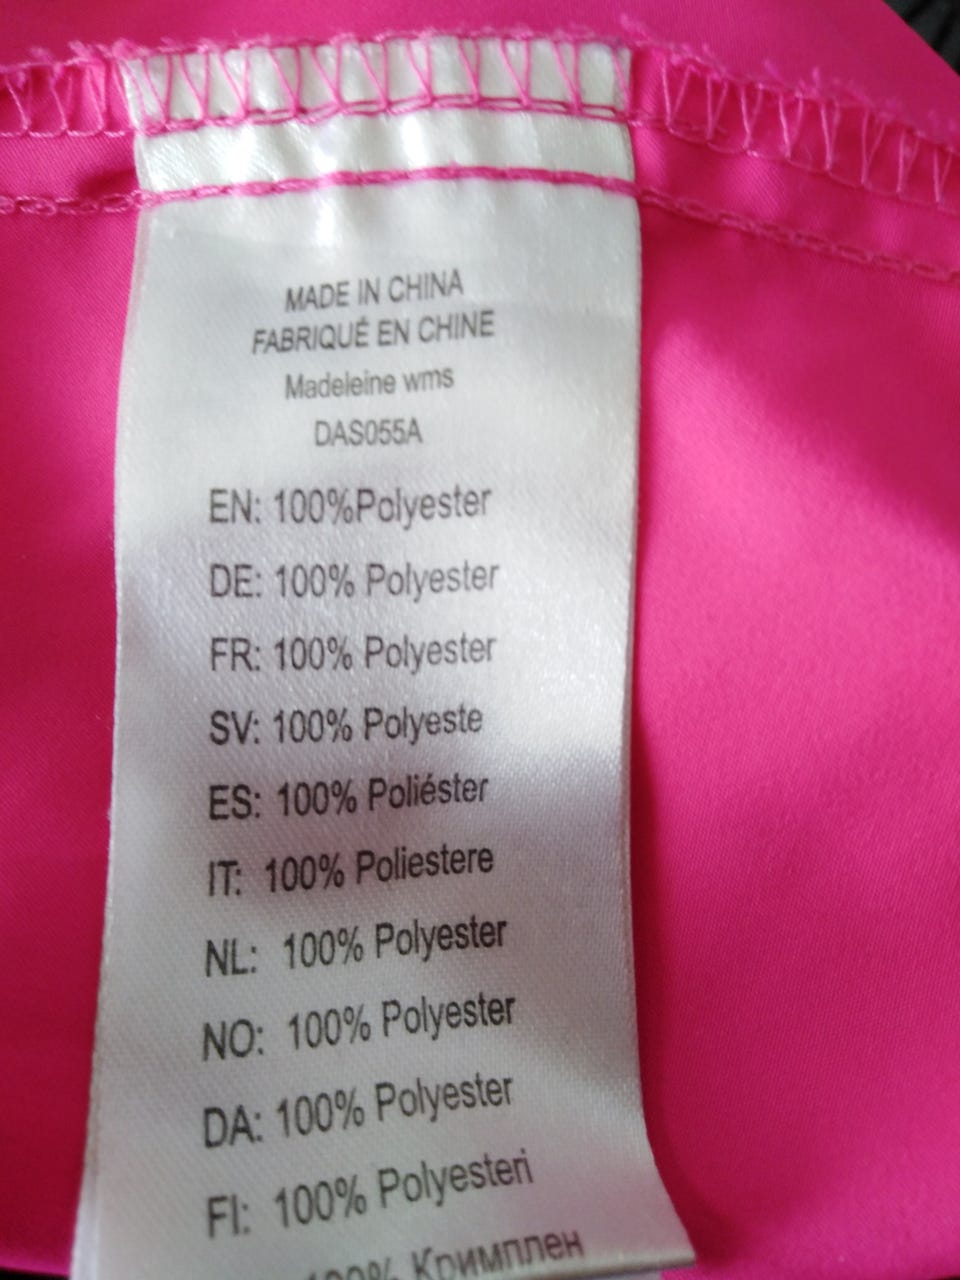 MADE IN CHINA
FABRIQUÉ EN CHINE
Madeleine wms
DAS055A
EN: 100%Polyester
DE: 100% Polyester
FR: 100% Polyester
SV: 100% Polyeste
ES: 100% Poliéster
IT: 100% Poliestere
NL: 100% Polyester
NO: 100% Polyester
DA: 100% Polyester
FI: 100% Polyesteri
100% Кримплен